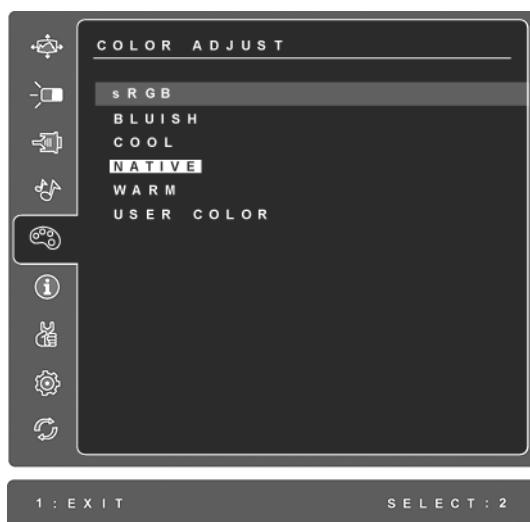 COLOR ADJUST
sRGB
BLUISH
COOL
NATIVE
WARM
USER COLOR
1:EXIT SELECT:2